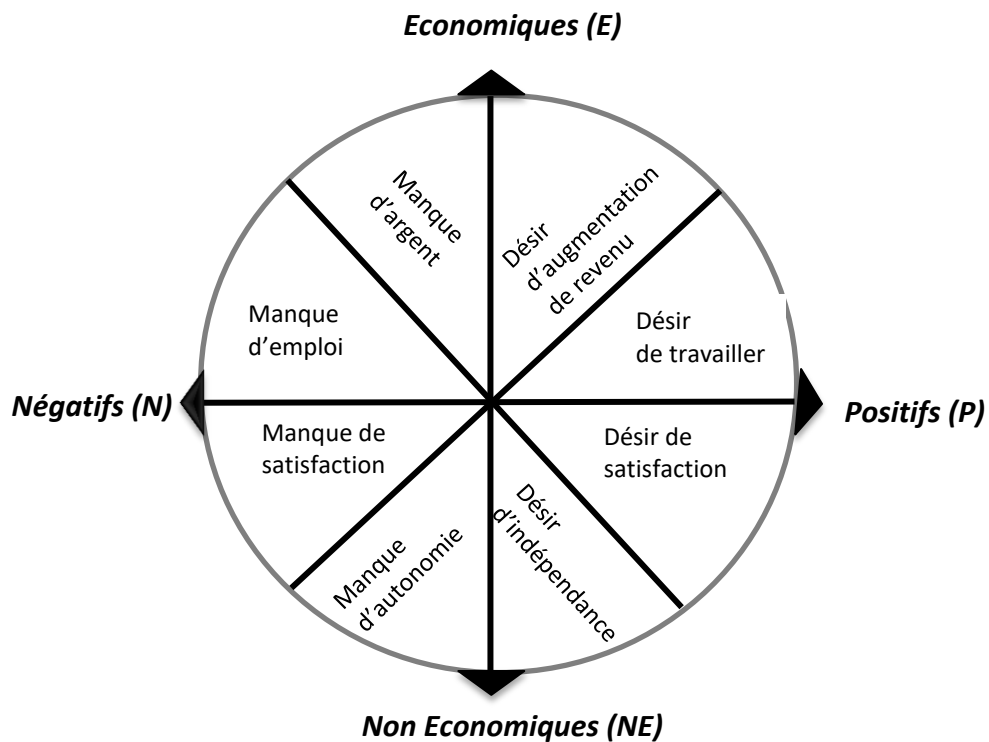 Economiques (E)
Manque
d'argent
Désir
d'augmentation
de revenu
Manque
d’emploi
Désir
de travailler
Négatifs (N)
Positifs (P)
Manque de
satisfaction
Désir de
satisfaction
Manque
d’autonomie
Désir
d’indépendance
Non Economiques (NE)